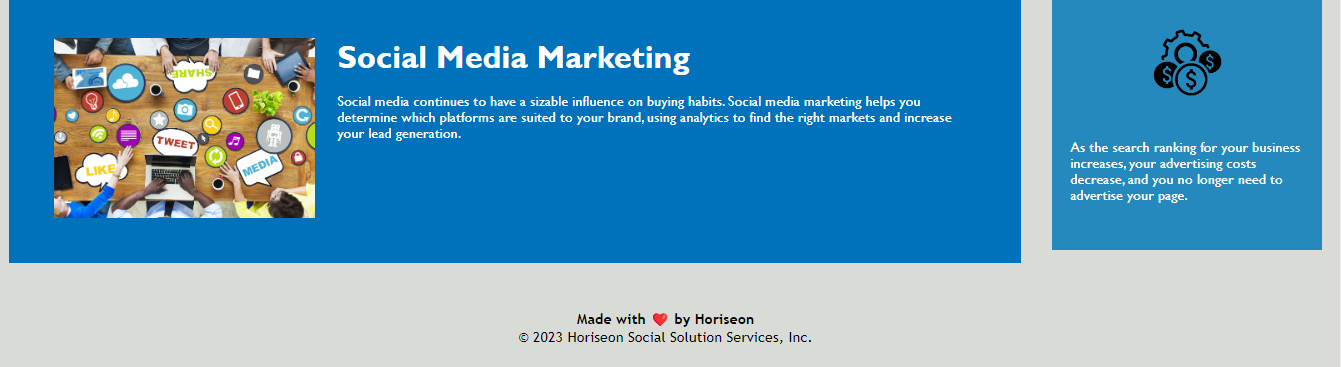 SHARE
TWEET
LIKE
MEDIA
Social Media Marketing
Social media continues to have a sizable influence on buying habits. Social media marketing helps you
determine which platforms are suited to your brand, using analytics to find the right markets and increase
your lead generation.
$ $ $
As the search ranking for your business
increases, your advertising costs
decrease, and you no longer need to
advertise your page.
Made with ❤️ by Horiseon
© 2023 Horiseon Social Solution Services, Inc.